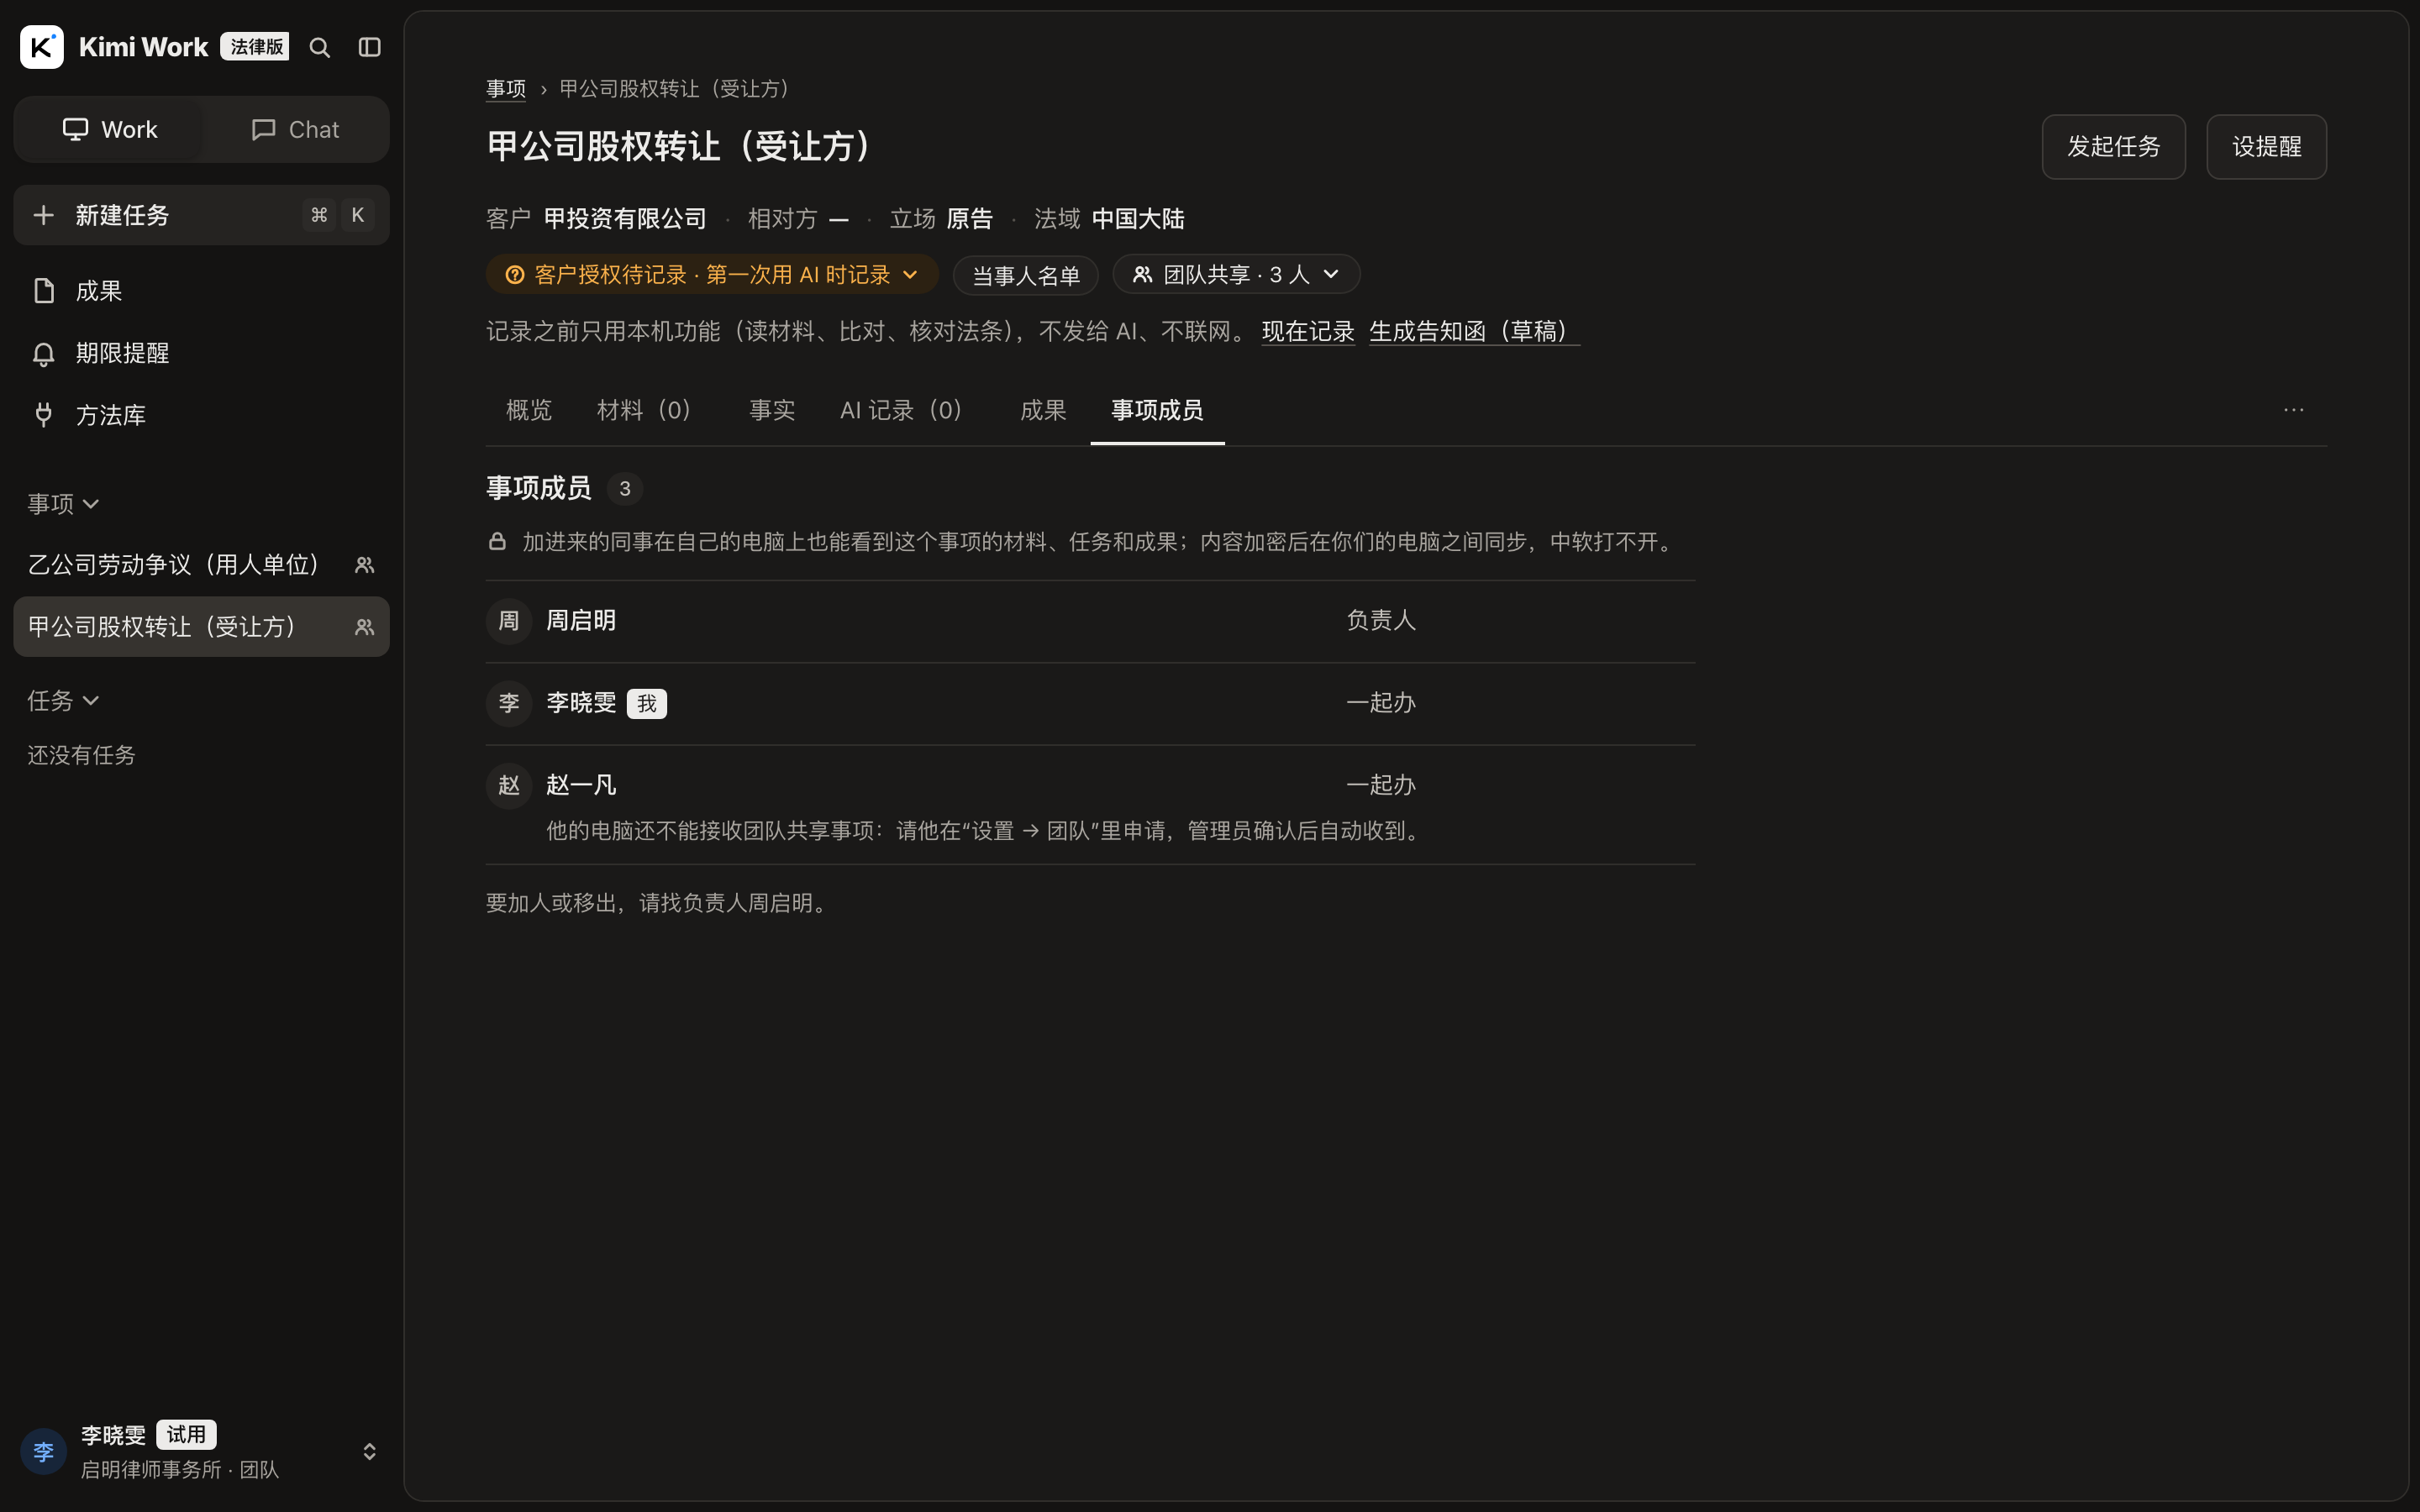 Kimi Work 法律版
Work
Chat
新建任务 ⌘ K
成果
期限提醒
方法库
事项
乙公司劳动争议（用人单位）
甲公司股权转让（受让方）
任务
还没有任务
李晓雯 试用
李
启明律师事务所 · 团队
事项 › 甲公司股权转让（受让方）
甲公司股权转让（受让方）
发起任务
设提醒
客户 甲投资有限公司 · 相对方 — · 立场 原告 · 法域 中国大陆
客户授权待记录 · 第一次用 AI 时记录
当事人名单
团队共享 · 3 人
记录之前只用本机功能（读材料、比对、核对法条），不发给 AI、不联网。 现在记录 生成告知函（草稿）
概览 材料（0） 事实 AI 记录（0） 成果 事项成员 ···
事项成员 3
加进来的同事在自己的电脑上也能看到这个事项的材料、任务和成果；内容加密后在你们的电脑之间同步，中软打不开。
周 周启明 负责人
李 李晓雯 我 一起办
赵 赵一凡 一起办
他的电脑还不能接收团队共享事项：请他在“设置 → 团队”里申请，管理员确认后自动收到。
要加人或移出，请找负责人周启明。